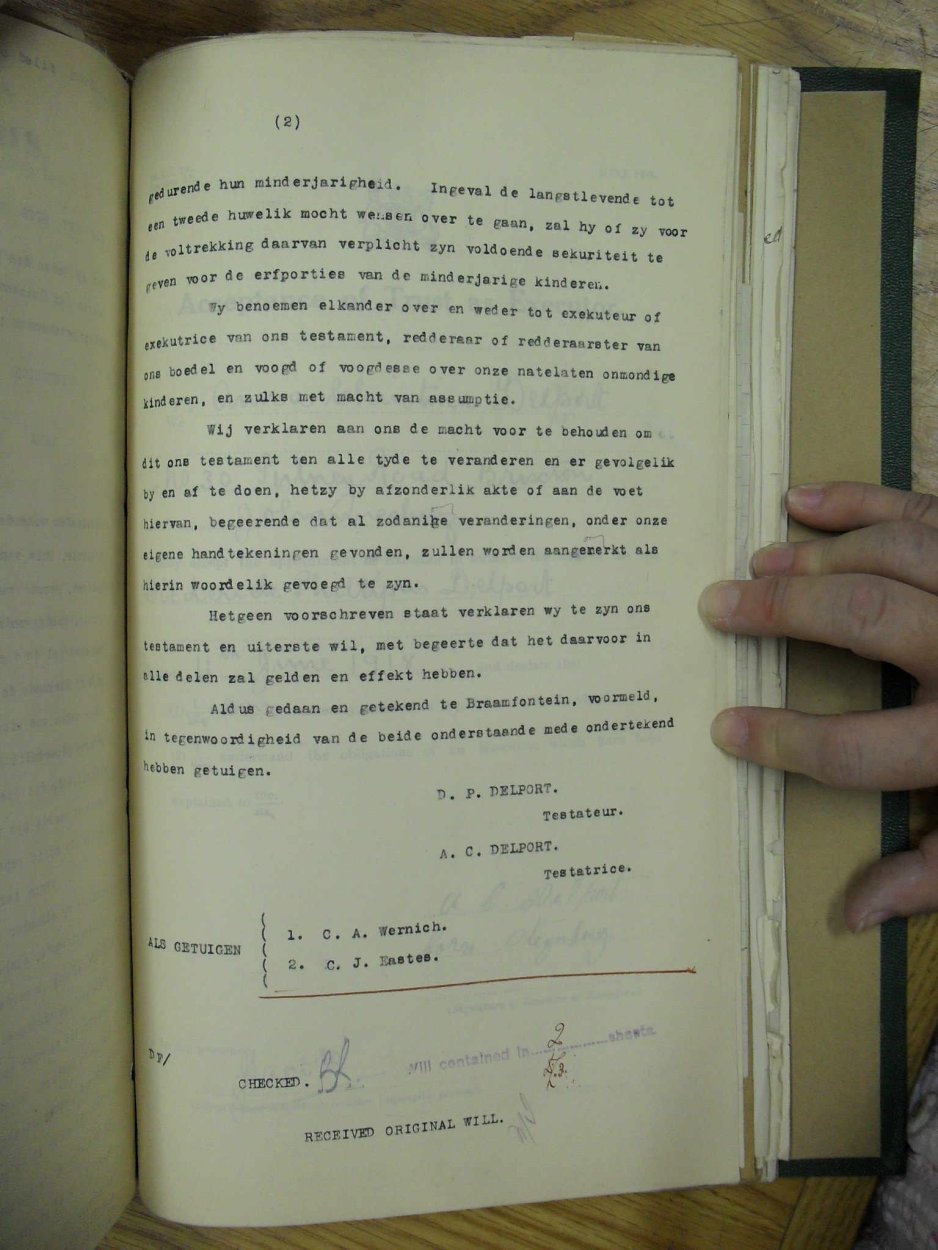 (2)
gedurende hun minderjarigheid. Ingeval de langstlevende tot
een tweede huwelik mocht wensen over te gaan, zal hy of zy voor
de voltrekking daarvan verplicht zyn voldoende sekuriteit te
geven voor de erfporties van de minderjarige kinderen.
Wy benoemen elkander over en weder tot exekuteur of
exekutrice van ons testament, redderaar of redderaarster van
ons boedel en voogd of voogdesse over onze natelaten onmondige
kinderen, en zulks met macht van assumptie.
Wij verklaren aan ons de macht voor te behouden om
dit ons testament ten alle tyde te veranderen en er gevolgelik
by en af te doen, hetzy by afzonderlik akte of aan de voet
hiervan, begeerende dat al zodanige veranderingen, onder onze
eigene handtekeningen gevonden, zullen worden aangemerkt als
hierin woordelik gevoegd te zyn.
Hetgeen voorschreven staat verklaren wy te zyn ons
testament en uiterste wil, met begeerte dat het daarvoor in
alle delen zal gelden en effekt hebben.
Aldus gedaan en getekend te Braamfontein, voormeld,
in tegenwoordigheid van de beide onderstaande mede ondertekend
hebben getuigen.
D. P. DELPORT.
Testateur.
A. C. DELPORT.
Testatrice.
ALS GETUIGEN
1. C. A. Wernich.
2. C. J. Eastes.
DF/
CHECKED.
Will contained in 2 sheets
RECEIVED ORIGINAL WILL.